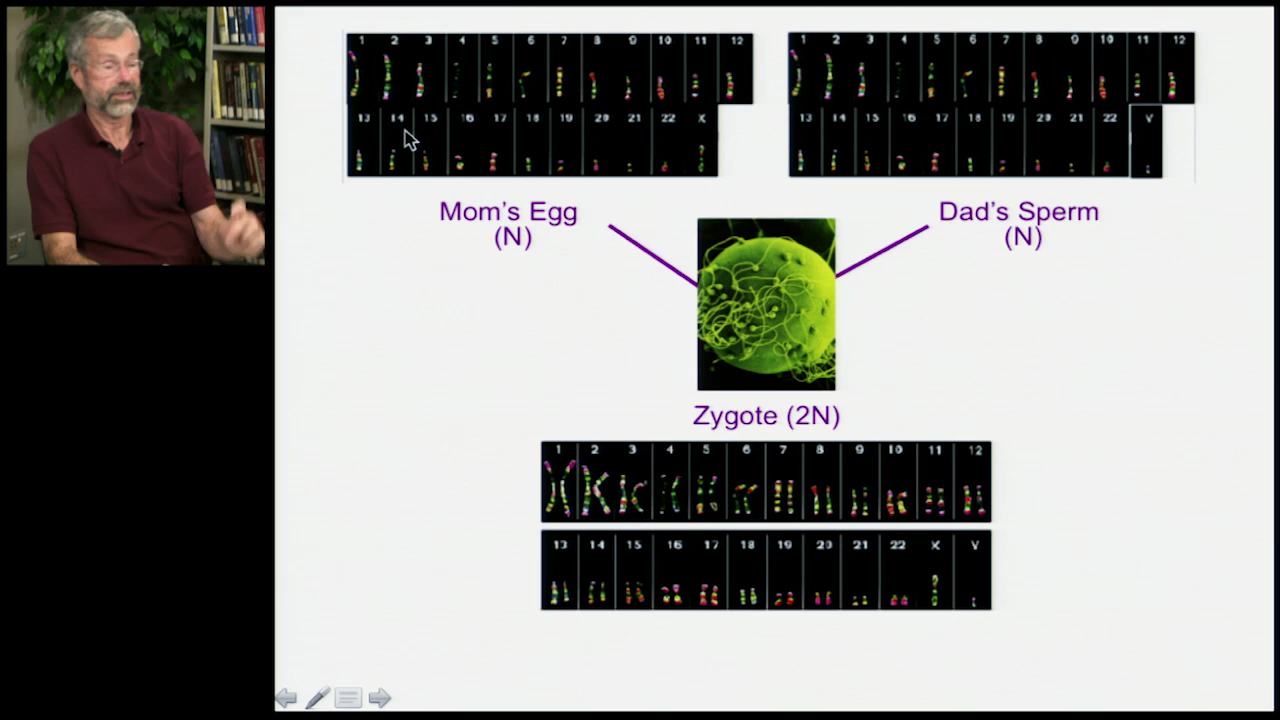 1 2 3 4 5 6 7 8 9 10 11 12
13 14 15 16 17 18 19 20 21 22 X
1 2 3 4 5 6 7 8 9 10 11 12
13 14 15 16 17 18 19 20 21 22 Y
Mom's Egg
(N)
Dad's Sperm
(N)
Zygote (2N)
1 2 3 4 5 6 7 8 9 10 11 12
13 14 15 16 17 18 19 20 21 22 X Y